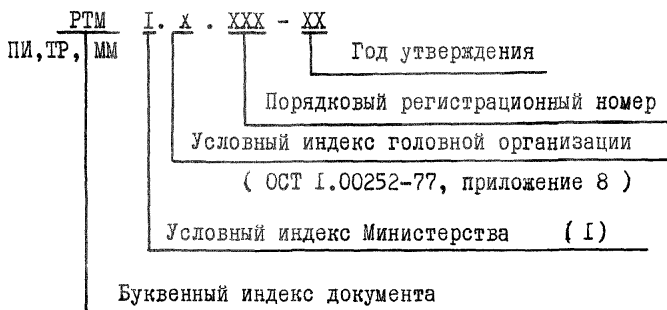 РТМ I. х . ХХХ - ХХ
ПИ,ТР, ММ
Год утверждения
Порядковый регистрационный номер
Условный индекс головной организации
( ОСТ I.00252-77, приложение 8 )
Условный индекс Министерства ( I)
Буквенный индекс документа